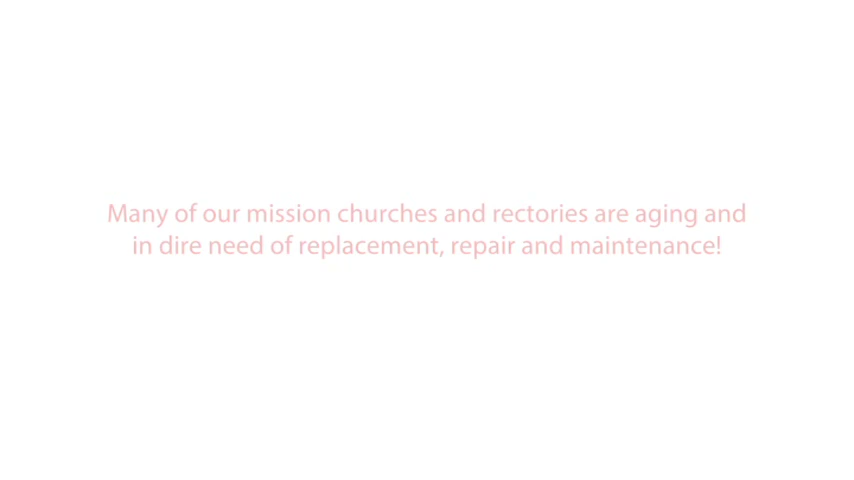 Many of our mission churches and rectories are aging and
in dire need of replacement, repair and maintenance!